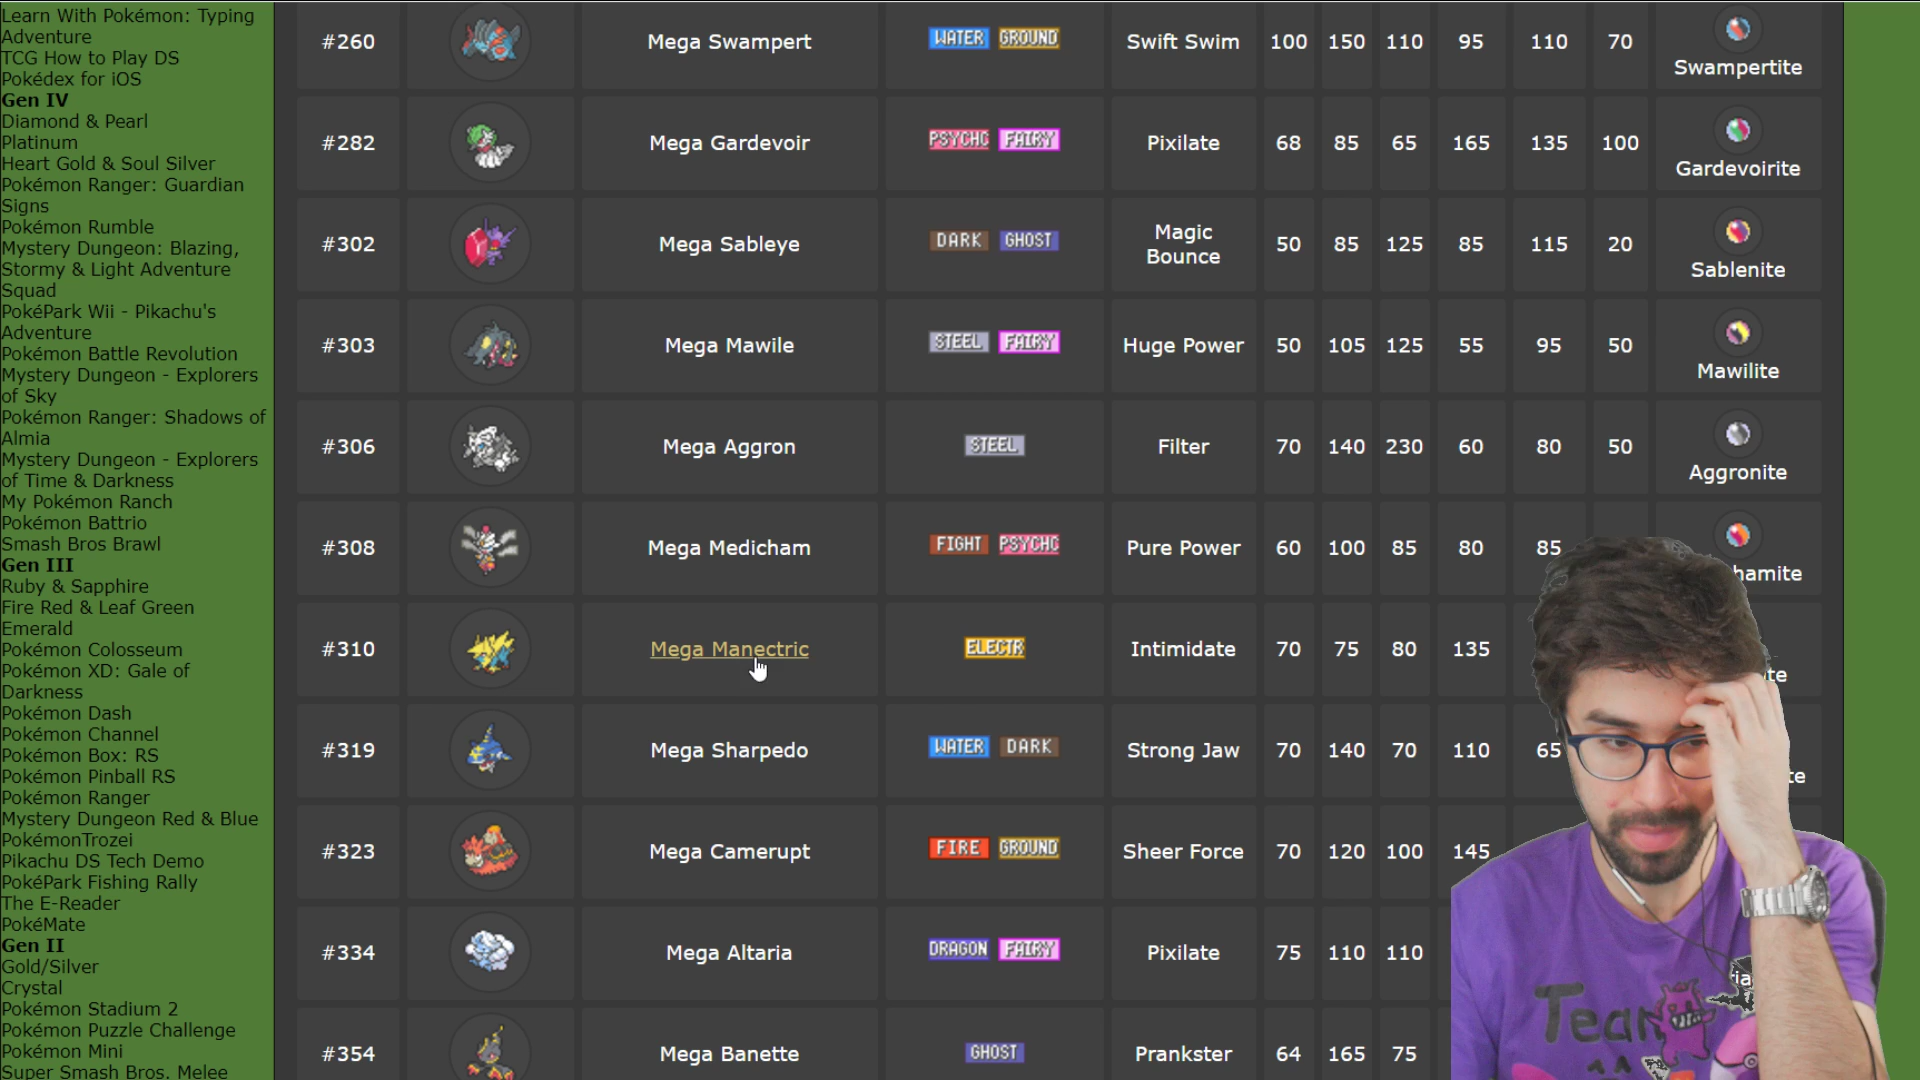 Learn With Pokémon: Typing
Adventure
TCG How to Play DS
Pokédex for iOS
Gen IV
Diamond & Pearl
Platinum
Heart Gold & Soul Silver
Pokémon Ranger: Guardian
Signs
Pokémon Rumble
Mystery Dungeon: Blazing,
Stormy & Light Adventure
Squad
PokéPark Wii - Pikachu's
Adventure
Pokémon Battle Revolution
Mystery Dungeon - Explorers
of Sky
Pokémon Ranger: Shadows of
Almia
Mystery Dungeon - Explorers
of Time & Darkness
My Pokémon Ranch
Pokémon Battrio
Smash Bros Brawl
Gen III
Ruby & Sapphire
Fire Red & Leaf Green
Emerald
Pokémon Colosseum
Pokémon XD: Gale of
Darkness
Pokémon Dash
Pokémon Channel
Pokémon Box: RS
Pokémon Pinball RS
Pokémon Ranger
Mystery Dungeon Red & Blue
PokémonTrozei
Pikachu DS Tech Demo
PokéPark Fishing Rally
The E-Reader
PokéMate
Gen II
Gold/Silver
Crystal
Pokémon Stadium 2
Pokémon Puzzle Challenge
Pokémon Mini
Super Smash Bros. Melee
#260 Mega Swampert WATER GROUND Swift Swim 100 150 110 95 110 70 Swampertite
#282 Mega Gardevoir PSYCHC FAIRY Pixilate 68 85 65 165 135 100 Gardevoirite
#302 Mega Sableye DARK GHOST Magic Bounce 50 85 125 85 115 20 Sablenite
#303 Mega Mawile STEEL FAIRY Huge Power 50 105 125 55 95 50 Mawilite
#306 Mega Aggron STEEL Filter 70 140 230 60 80 50 Aggronite
#308 Mega Medicham FIGHT PSYCHC Pure Power 60 100 85 80 85 hamite
#310 Mega Manectric ELECTR Intimidate 70 75 80 135 te
#319 Mega Sharpedo WATER DARK Strong Jaw 70 140 70 110 65 te
#323 Mega Camerupt FIRE GROUND Sheer Force 70 120 100 145
#334 Mega Altaria DRAGON FAIRY Pixilate 75 110 110
#354 Mega Banette GHOST Prankster 64 165 75
Team